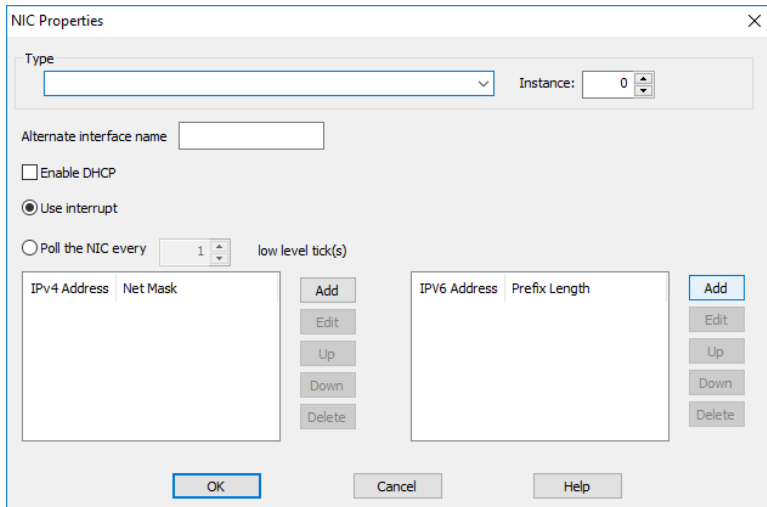 NIC Properties
Type
Instance: 0
Alternate interface name
Enable DHCP
Use interrupt
Poll the NIC every 1 low level tick(s)
IPv4 Address Net Mask
Add
Edit
Up
Down
Delete
IPV6 Address Prefix Length
Add
Edit
Up
Down
Delete
OK Cancel Help